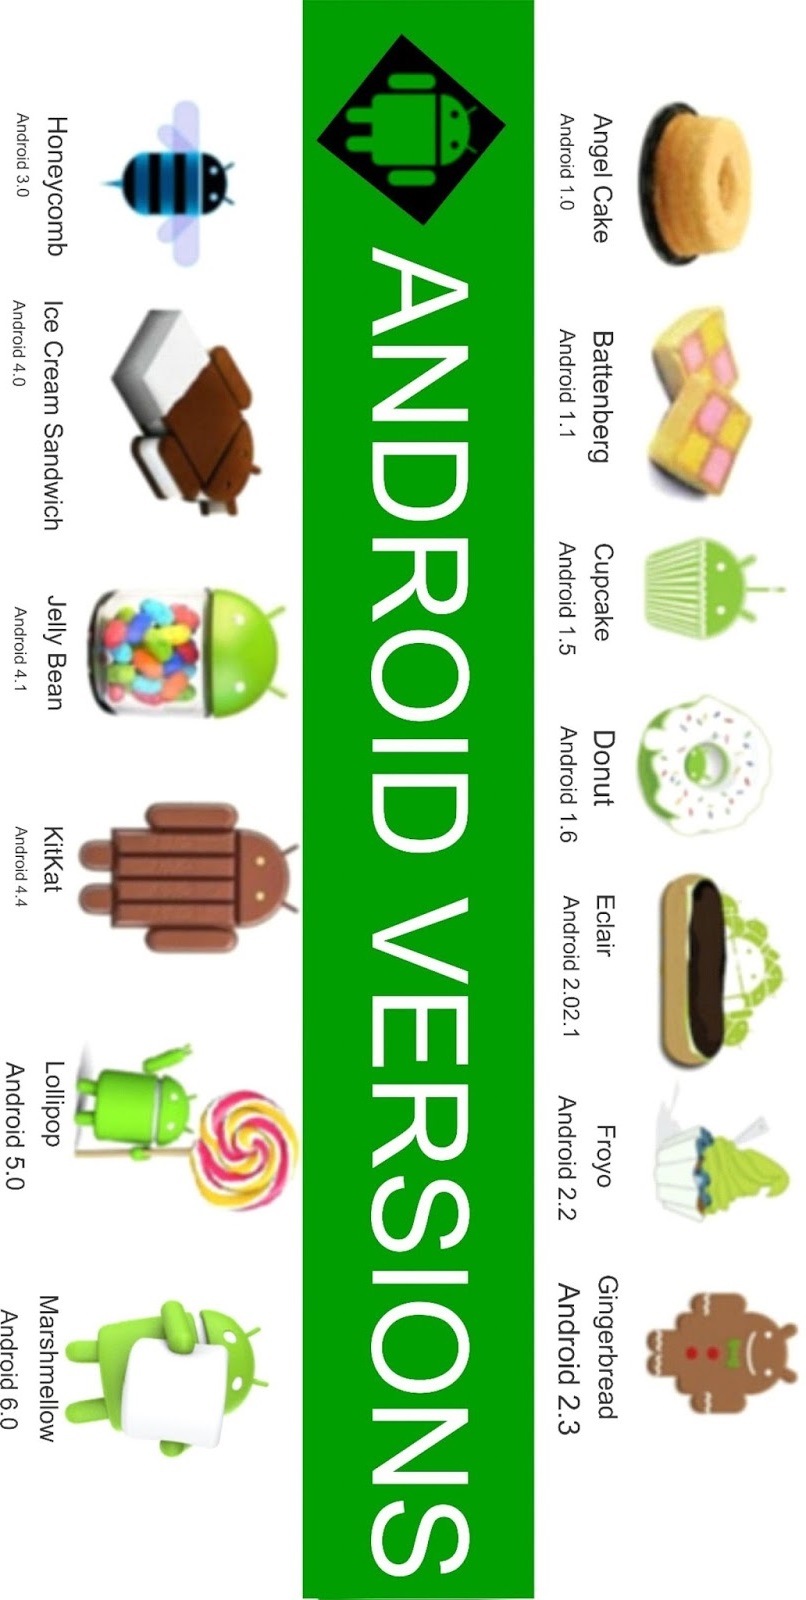 Angel Cake
Android 1.0
Battenberg
Android 1.1
Cupcake
Android 1.5
Donut
Android 1.6
Eclair
Android 2.02.1
Froyo
Android 2.2
Gingerbread
Android 2.3
ANDROID VERSIONS
Honeycomb
Android 3.0
Ice Cream Sandwich
Android 4.0
Jelly Bean
Android 4.1
KitKat
Android 4.4
Lollipop
Android 5.0
Marshmellow
Android 6.0